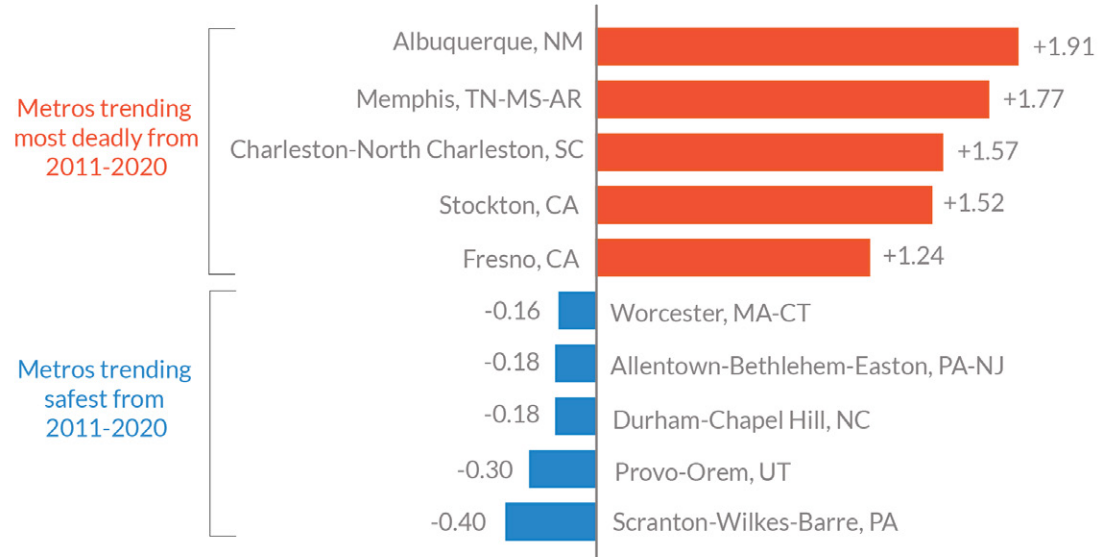 Metros trending
most deadly from
2011-2020
Albuquerque, NM +1.91
Memphis, TN-MS-AR +1.77
Charleston-North Charleston, SC +1.57
Stockton, CA +1.52
Fresno, CA +1.24
Metros trending
safest from
2011-2020
-0.16 Worcester, MA-CT
-0.18 Allentown-Bethlehem-Easton, PA-NJ
-0.18 Durham-Chapel Hill, NC
-0.30 Provo-Orem, UT
-0.40 Scranton-Wilkes-Barre, PA